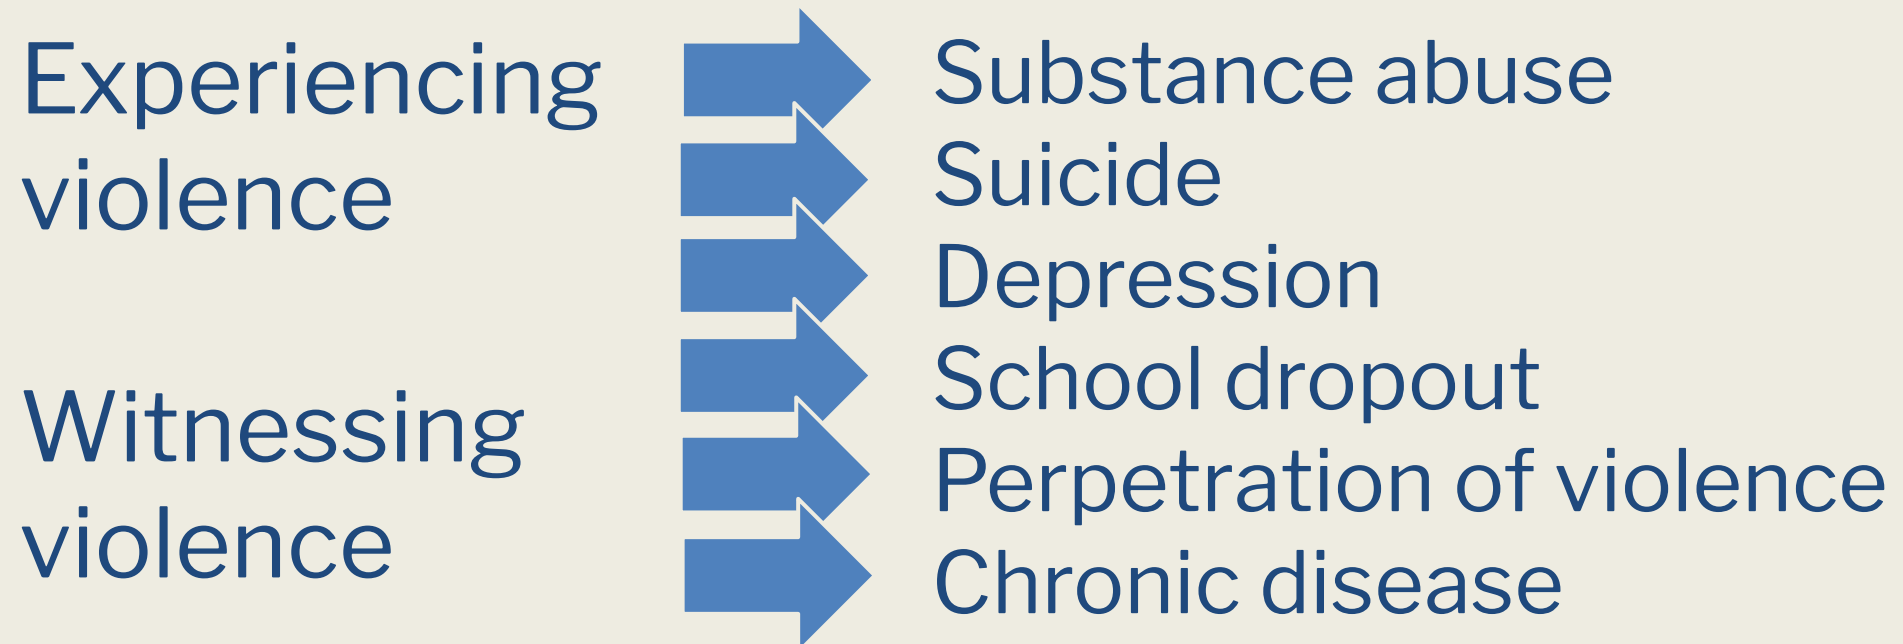 Experiencing
violence
Witnessing
violence
Substance abuse
Suicide
Depression
School dropout
Perpetration of violence
Chronic disease